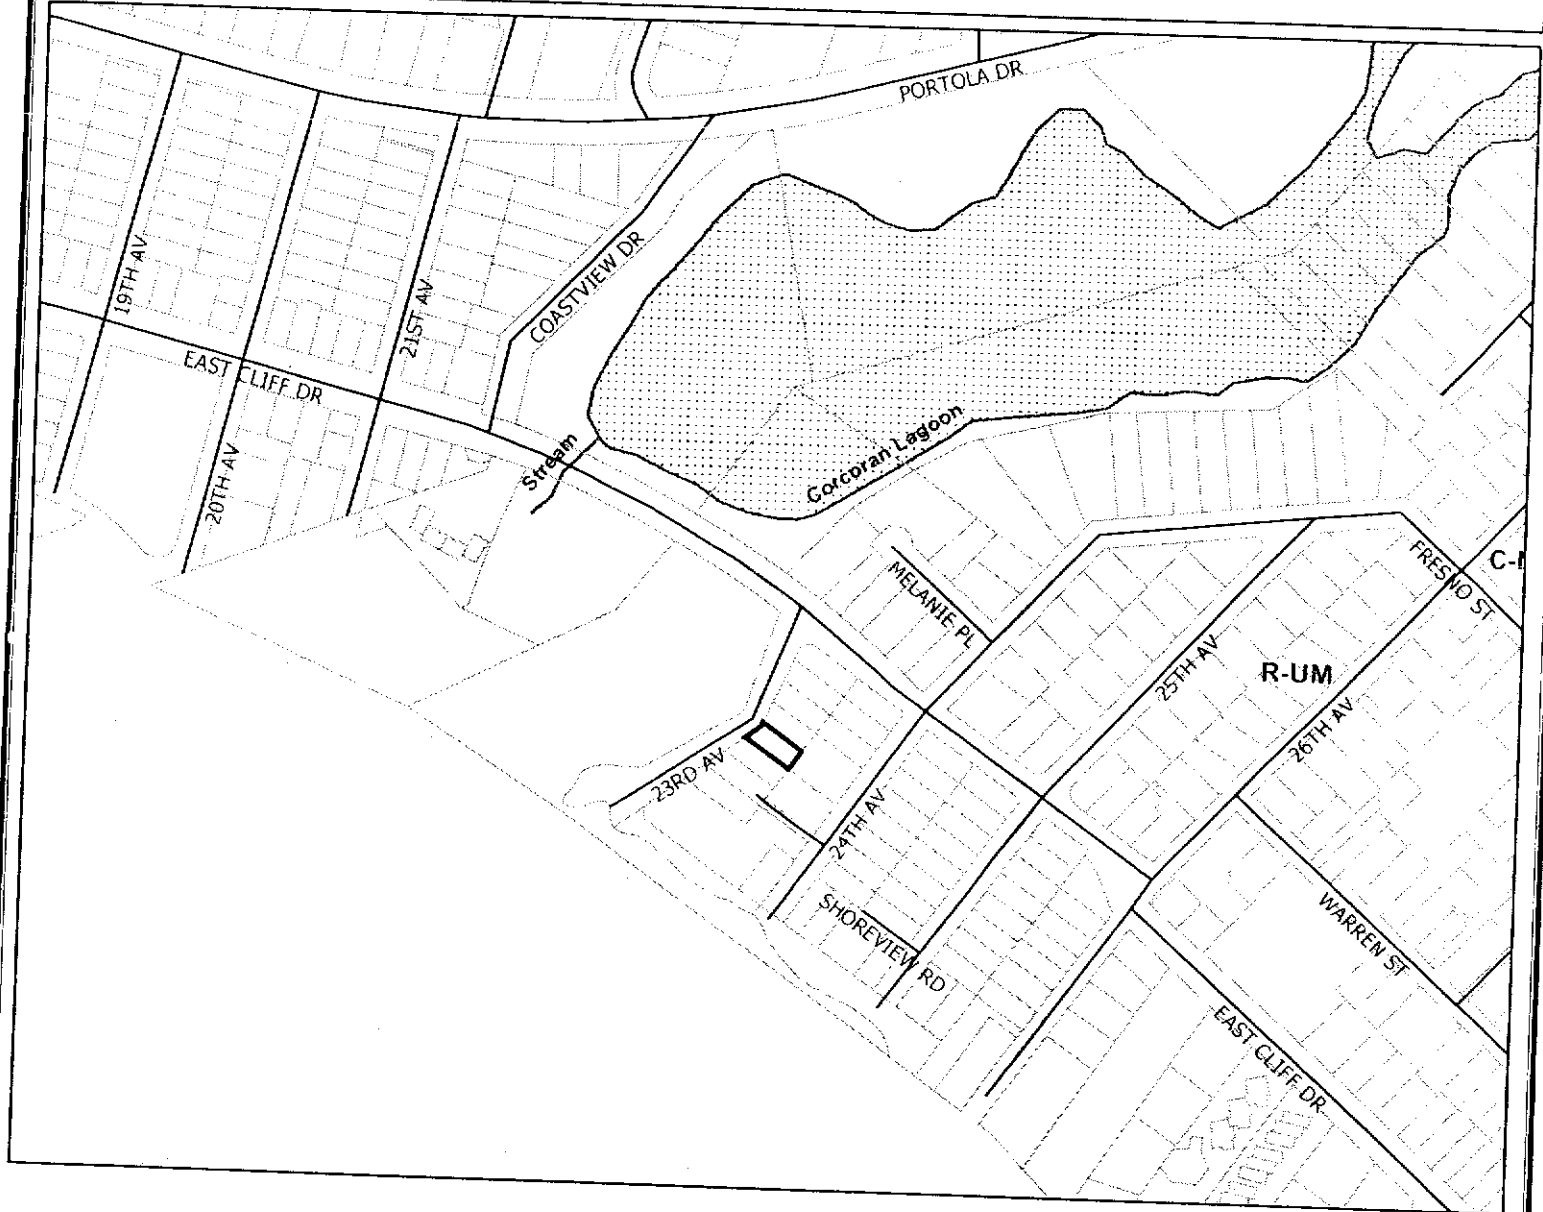 PORTOLA DR
19TH AV
COASTVIEW DR
21ST AV
EAST CLIFF DR
Corcoran Lagoon
Stream
20TH AV
MELANIE PL
FRESNO ST
R-UM
25TH AV
26TH AV
23RD AV
24TH AV
SHOREVIEW RD
WARREN ST
EAST CLIFF DR